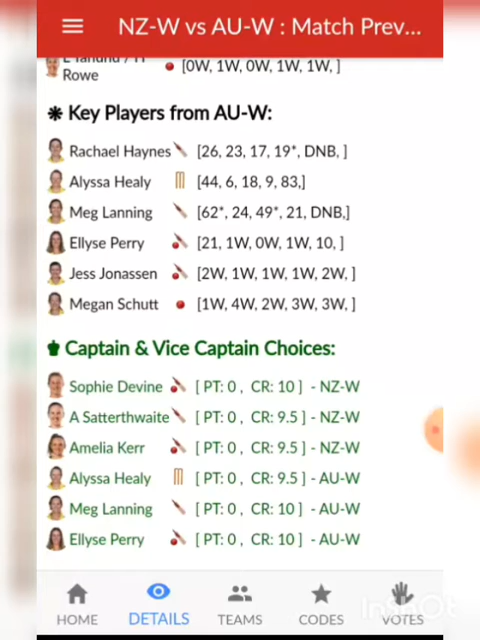 NZ-W vs AU-W : Match Prev...
Rowe [0W, 1W, 0W, 1W, 1W, ]
✱ Key Players from AU-W:
Rachael Haynes [26, 23, 17, 19*, DNB, ]
Alyssa Healy [44, 6, 18, 9, 83,]
Meg Lanning [62*, 24, 49*, 21, DNB,]
Ellyse Perry [21, 1W, 0W, 1W, 10, ]
Jess Jonassen [2W, 1W, 1W, 1W, 2W, ]
Megan Schutt [1W, 4W, 2W, 3W, 3W, ]
Captain & Vice Captain Choices:
Sophie Devine [ PT: 0 , CR: 10 ] - NZ-W
A Satterthwaite [ PT: 0 , CR: 9.5 ] - NZ-W
Amelia Kerr [ PT: 0 , CR: 9.5 ] - NZ-W
Alyssa Healy [ PT: 0 , CR: 9.5 ] - AU-W
Meg Lanning [ PT: 0 , CR: 10 ] - AU-W
Ellyse Perry [ PT: 0 , CR: 10 ] - AU-W
HOME DETAILS TEAMS CODES VOTES
InShOt